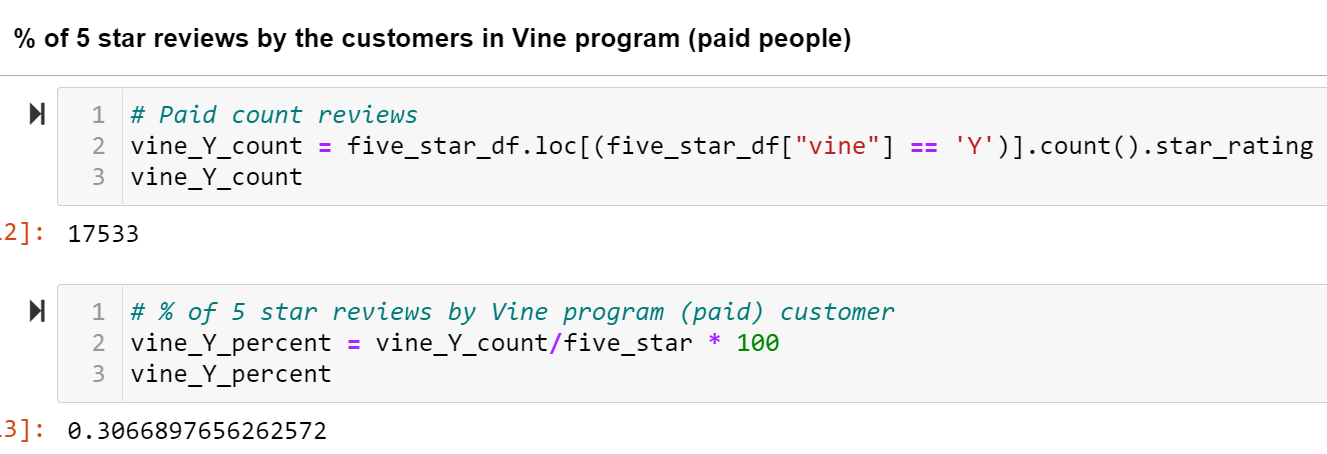 % of 5 star reviews by the customers in Vine program (paid people)
1 # Paid count reviews
2 vine_Y_count = five_star_df.loc[(five_star_df["vine"] == 'Y')].count().star_rating
3 vine_Y_count
2]: 17533
1 # % of 5 star reviews by Vine program (paid) customer
2 vine_Y_percent = vine_Y_count/five_star * 100
3 vine_Y_percent
3]: 0.3066897656262572